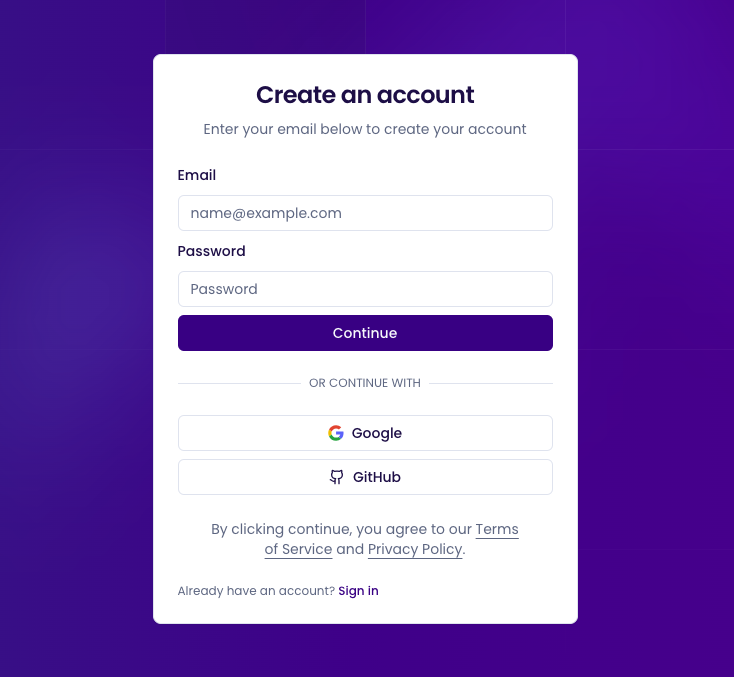 Create an account
Enter your email below to create your account
Email
name@example.com
Password
Password
Continue
OR CONTINUE WITH
Google
GitHub
By clicking continue, you agree to our Terms
of Service and Privacy Policy.
Already have an account? Sign in